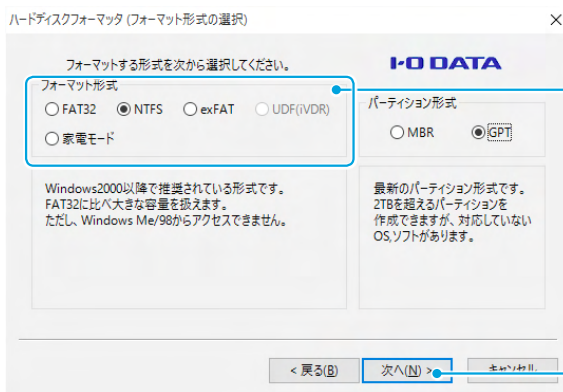 ハードディスクフォーマッタ (フォーマット形式の選択)
フォーマットする形式を次から選択してください。
I-O DATA
フォーマット形式
FAT32 NTFS exFAT UDF(iVDR)
家電モード
パーティション形式
MBR GPT
Windows2000以降で推奨されている形式です。
FAT32に比べ大きな容量を扱えます。
ただし、Windows Me/98からアクセスできません。
最新のパーティション形式です。
2TBを超えるパーティションを
作成できますが、対応していない
OS,ソフトがあります。
< 戻る(B) 次へ(N) > キャンセル